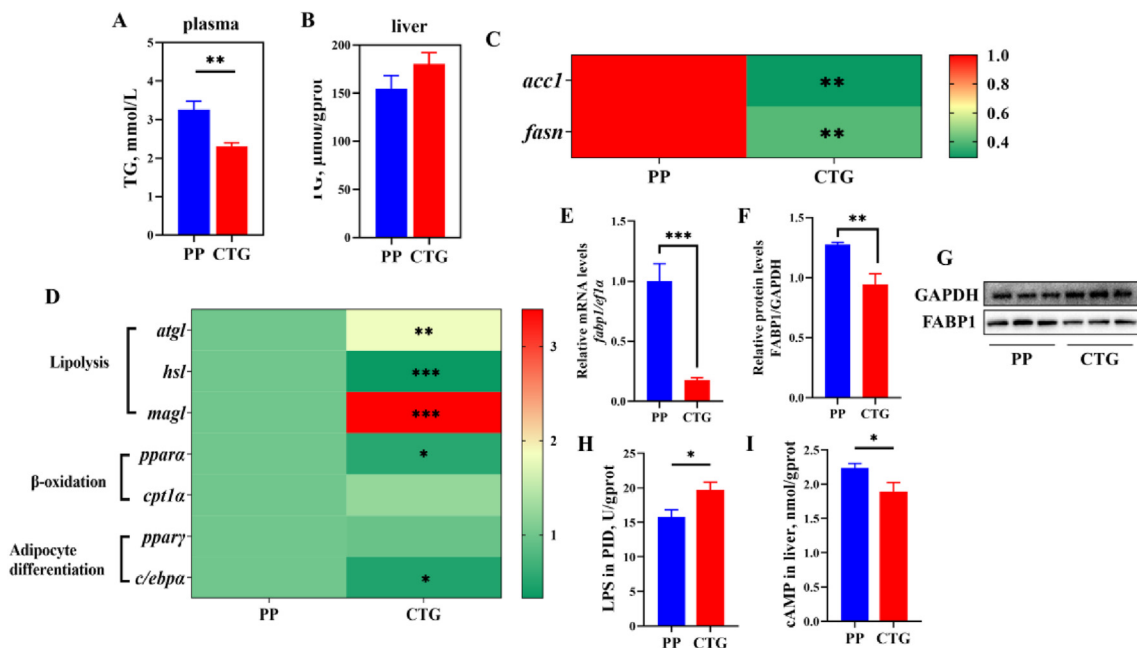 A
plasma
TG, mmol/L
5
4
3
2
1
0
**
PP CTG
B
liver
TG, μmol/gprot
200
150
100
50
0
PP CTG
C
acc1
fasn
**
**
PP
CTG
1.0
0.8
0.6
0.4
D
Lipolysis
β-oxidation
Adipocyte
differentiation
atgl
hsl
magl
pparα
cpt1α
pparγ
c/ebpα
**
***
***
*
*
PP
CTG
3
2
1
E
Relative mRNA levels
fabp1/ef1α
1.5
1.0
0.5
0.0
***
PP CTG
F
Relative protein levels
FABP1/GAPDH
1.5
1.0
0.5
0.0
**
PP CTG
G
GAPDH
FABP1
PP
CTG
H
LPS in PID, U/gprot
25
20
15
10
5
0
*
PP CTG
I
cAMP in liver, nmol/gprot
2.5
2.0
1.5
1.0
0.5
0.0
*
PP CTG